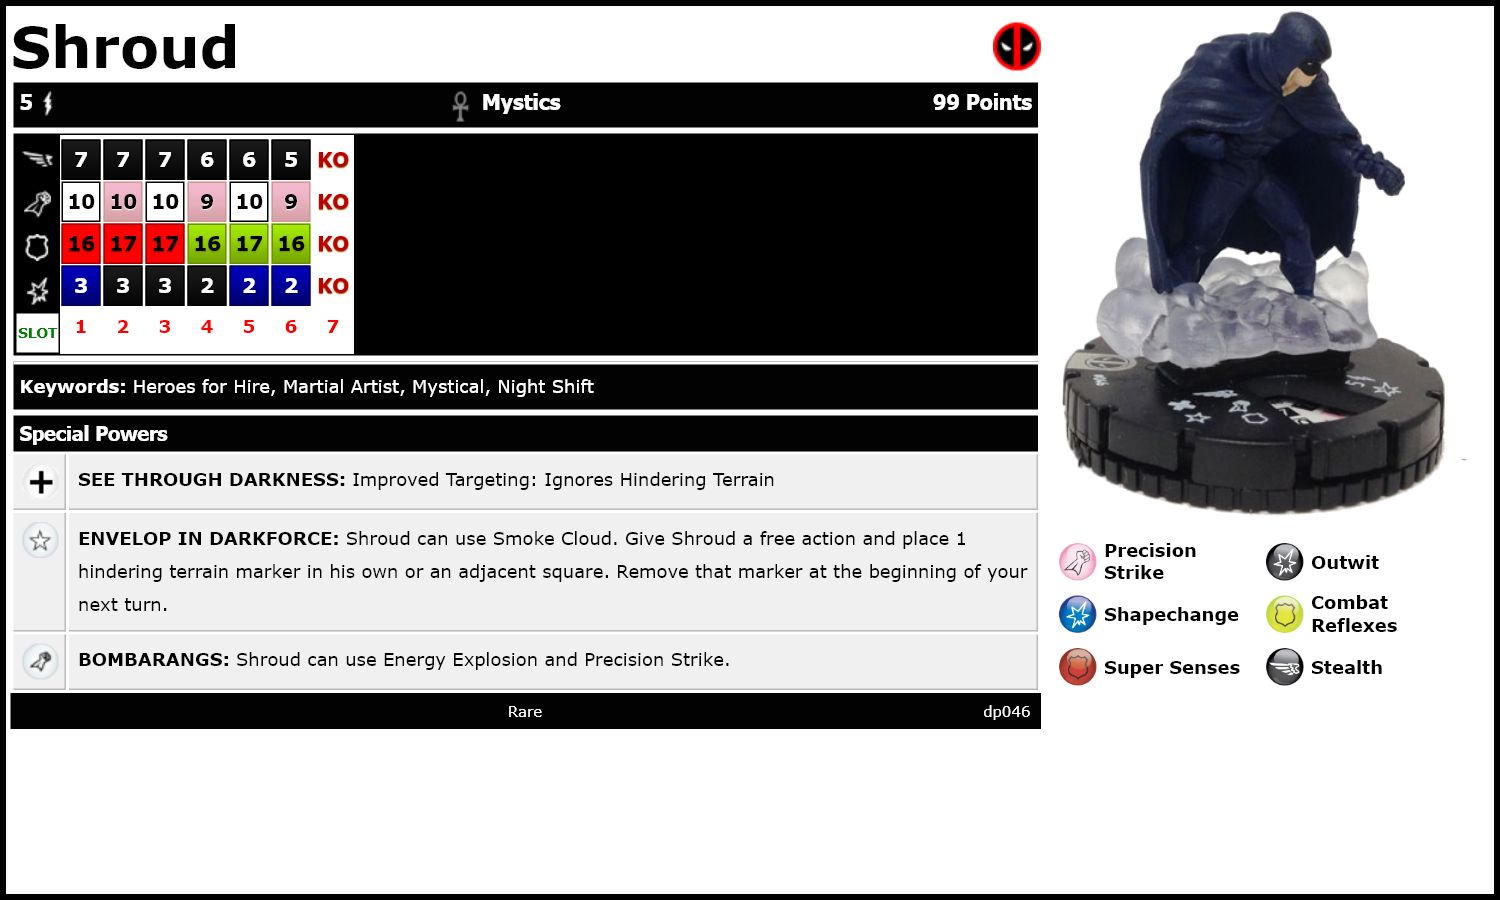 Shroud
5 Mystics 99 Points
7 7 7 6 6 5 KO
10 10 10 9 10 9 KO
16 17 17 16 17 16 KO
3 3 3 2 2 2 KO
SLOT 1 2 3 4 5 6 7
Keywords: Heroes for Hire, Martial Artist, Mystical, Night Shift
Special Powers
SEE THROUGH DARKNESS: Improved Targeting: Ignores Hindering Terrain
ENVELOP IN DARKFORCE: Shroud can use Smoke Cloud. Give Shroud a free action and place 1
hindering terrain marker in his own or an adjacent square. Remove that marker at the beginning of your
next turn.
BOMBARANGS: Shroud can use Energy Explosion and Precision Strike.
Rare dp046
Precision
Strike
Outwit
Shapechange
Combat
Reflexes
Super Senses
Stealth